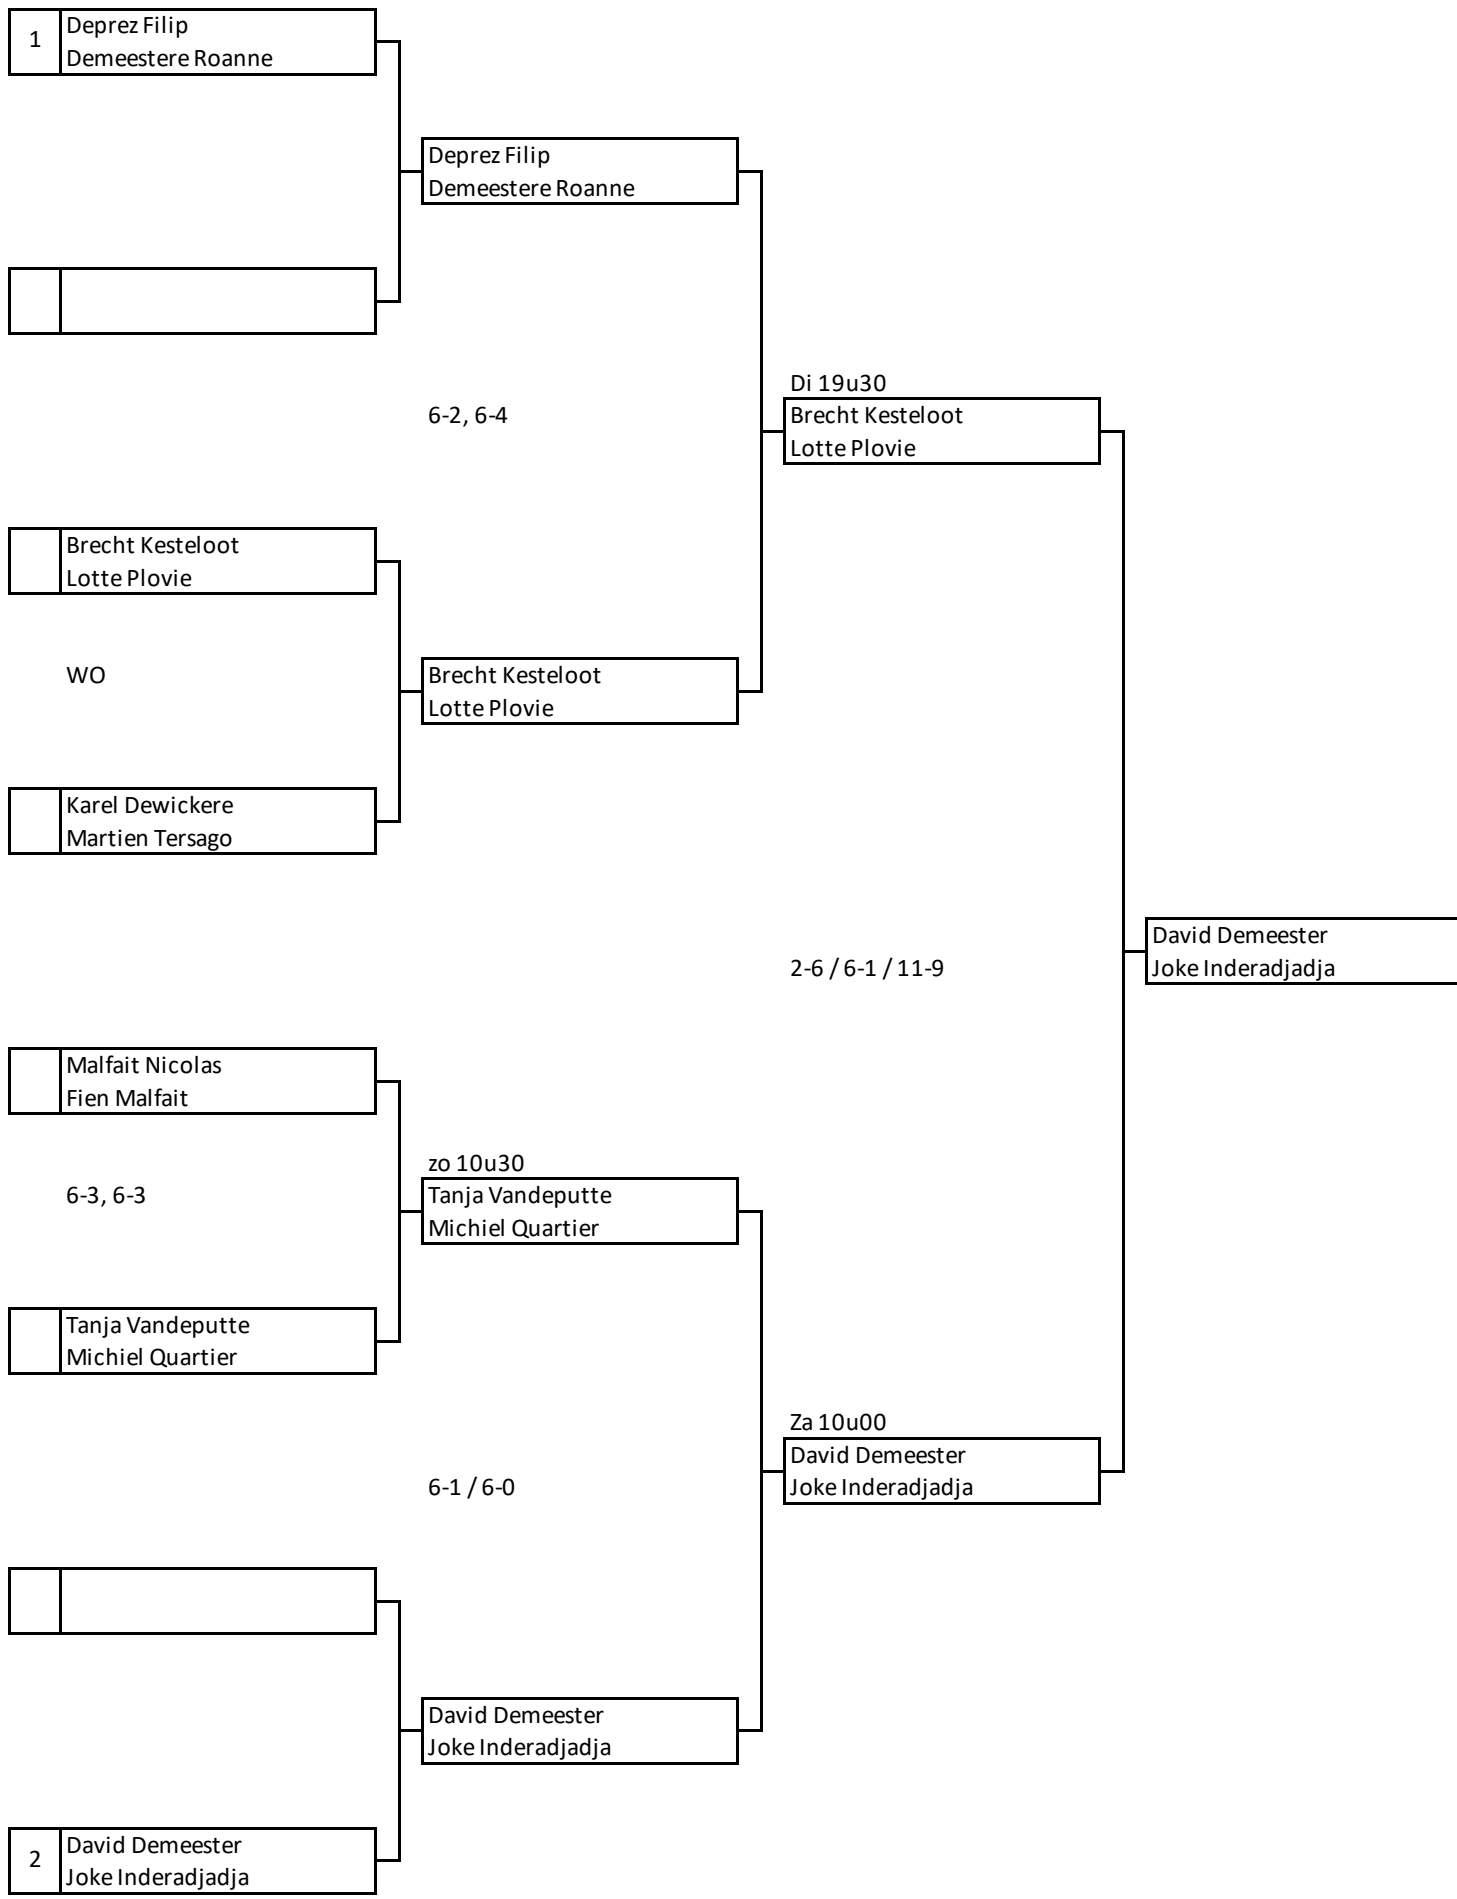 1
Deprez Filip
Demeestere Roanne
Deprez Filip
Demeestere Roanne
Di 19u30
6-2, 6-4
Brecht Kesteloot
Lotte Plovie
Brecht Kesteloot
Lotte Plovie
WO
Brecht Kesteloot
Lotte Plovie
Karel Dewickere
Martien Tersago
David Demeester
Joke Inderadjadja
2-6 / 6-1 / 11-9
Malfait Nicolas
Fien Malfait
zo 10u30
6-3, 6-3
Tanja Vandeputte
Michiel Quartier
Tanja Vandeputte
Michiel Quartier
Za 10u00
David Demeester
Joke Inderadjadja
6-1 / 6-0
David Demeester
Joke Inderadjadja
2
David Demeester
Joke Inderadjadja